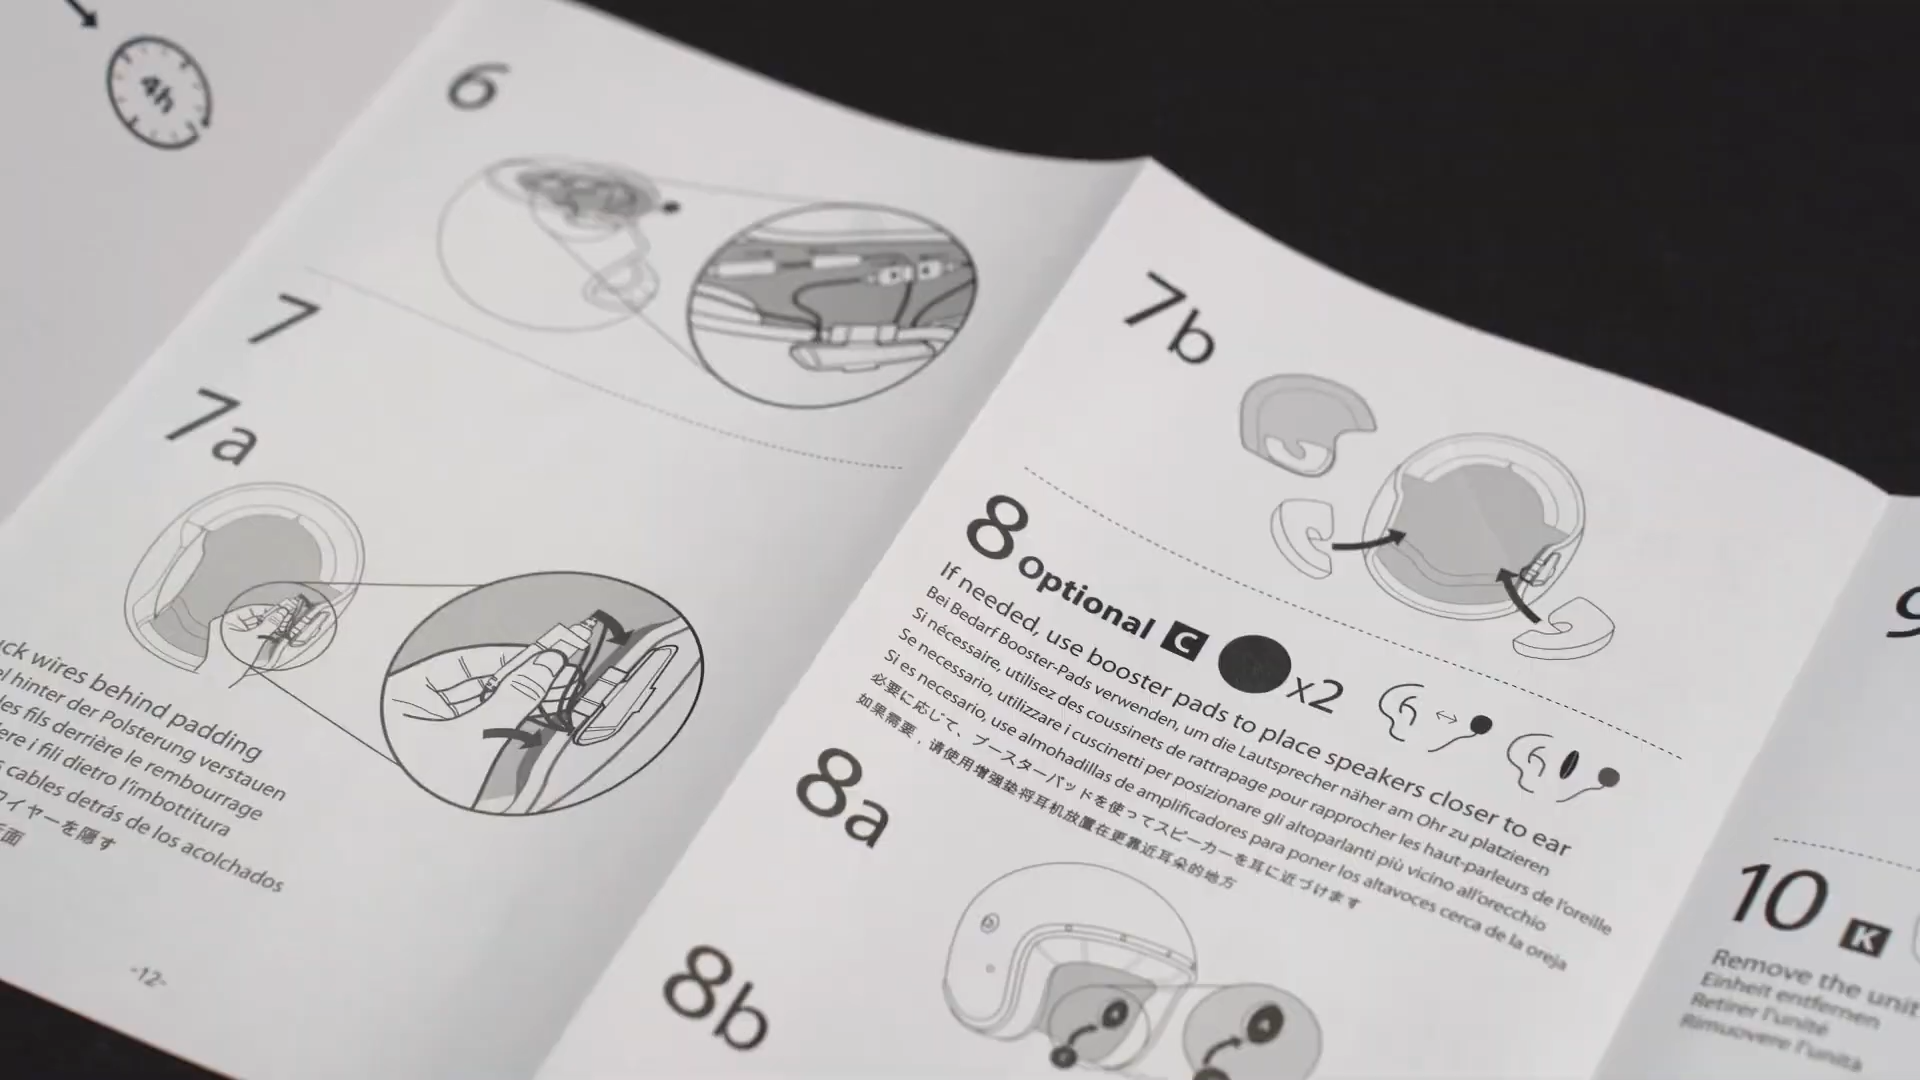 4h
6
7
7a
uck wires behind padding
el hinter der Polsterung verstauen
les fils derrière le rembourrage
ere i fili dietro l'imbottitura
s cables detrás de los acolchados
ワイヤーを隠す
面
-12-
7b
8 Optional C x2
If needed, use booster pads to place speakers closer to ear
Bei Bedarf Booster-Pads verwenden, um die Lautsprecher näher am Ohr zu platzieren
Si nécessaire, utilisez des coussinets de rattrapage pour rapprocher les haut-parleurs de l'oreille
Se necessario, utilizzare i cuscinetti per posizionare gli altoparlanti più vicino all'orecchio
Si es necesario, use almohadillas de amplificadores para poner los altavoces cerca de la oreja
必要に応じて、ブースターパッドを使ってスピーカーを耳に近づけます
如果需要，请使用增强垫将耳机放置在更靠近耳朵的地方
8a
8b
9
10 K
Remove the unit
Einheit entfernen
Retirer l'unité
Rimuovere l'unità